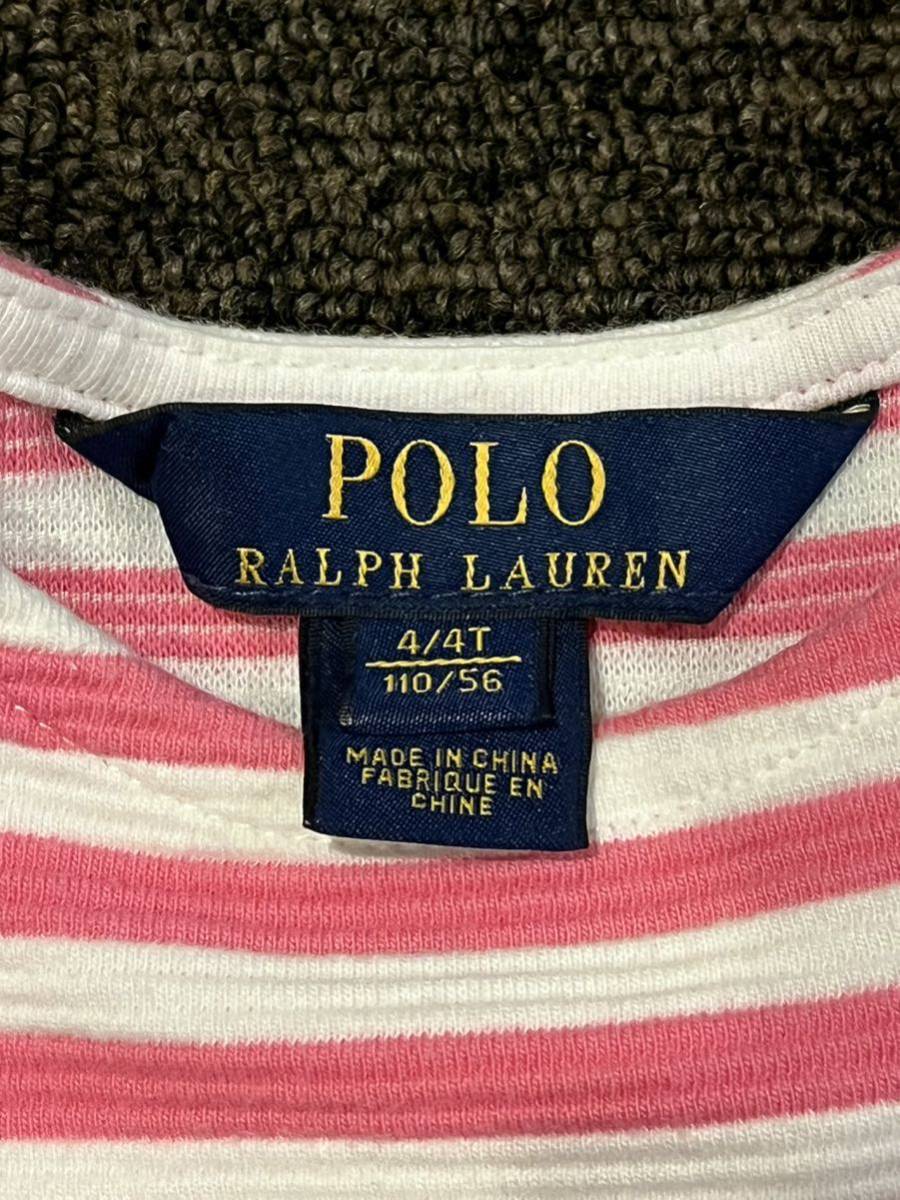 POLO
RALPH LAUREN
4/4T
110/56
MADE IN CHINA
FABRIQUE EN
CHINE